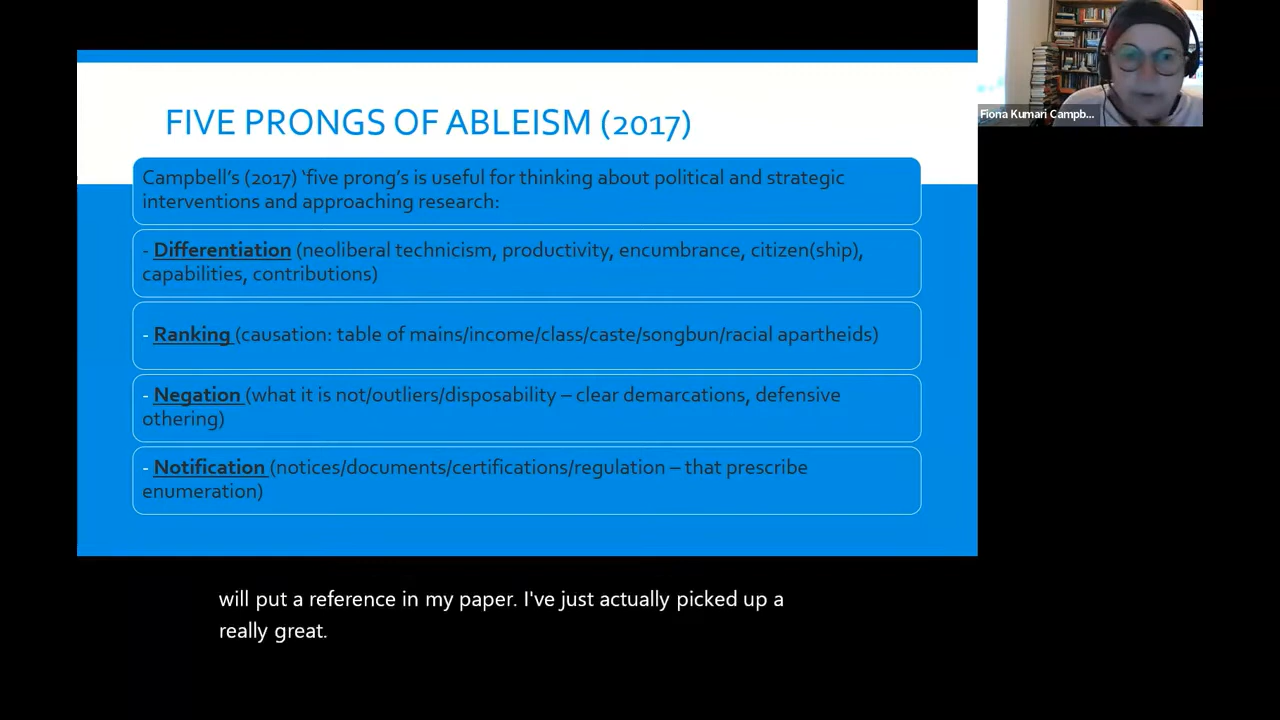 FIVE PRONGS OF ABLEISM (2017)
Fiona Kumari Campb...
Campbell's (2017) 'five prong's is useful for thinking about political and strategic
interventions and approaching research:
- Differentiation (neoliberal technicism, productivity, encumbrance, citizen(ship),
capabilities, contributions)
- Ranking (causation: table of mains/income/class/caste/songbun/racial apartheids)
- Negation (what it is not/outliers/disposability – clear demarcations, defensive
othering)
- Notification (notices/documents/certifications/regulation – that prescribe
enumeration)
will put a reference in my paper. I've just actually picked up a
really great.